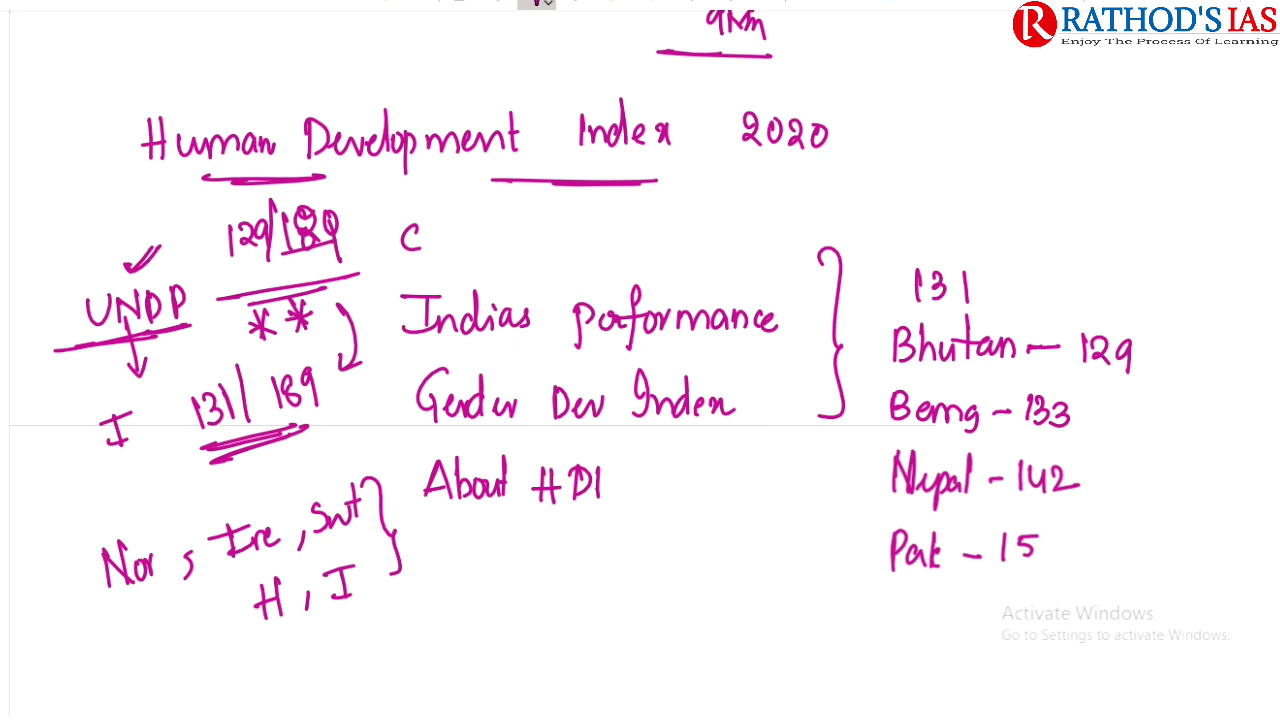 RATHOD'S IAS
Enjoy The Process Of Learning
Human Development Index 2020
129/189 C
UNDP
** Indias Performance
131/189
I
Gender Dev Index
About HDI
Nor, Ire, Swt
H, I
131
Bhutan - 129
Bemg - 133
Nepal - 142
Pak - 15
Activate Windows
Go to Settings to activate Windows.